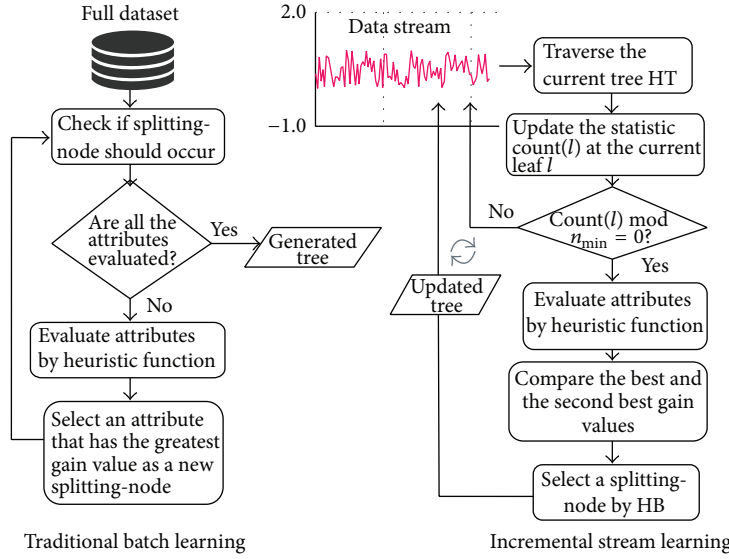 Full dataset
Check if splitting-
node should occur
Are all the
attributes
evaluated?
Yes
Generated
tree
No
Evaluate attributes
by heuristic function
Select an attribute
that has the greatest
gain value as a new
splitting-node
Traditional batch learning
2.0
Data stream
−1.0
Traverse the
current tree HT
Update the statistic
count(l) at the current
leaf l
No
Count(l) mod
n_min = 0?
Yes
Updated
tree
Evaluate attributes
by heuristic function
Compare the best and
the second best gain
values
Select a splitting-
node by HB
Incremental stream learning